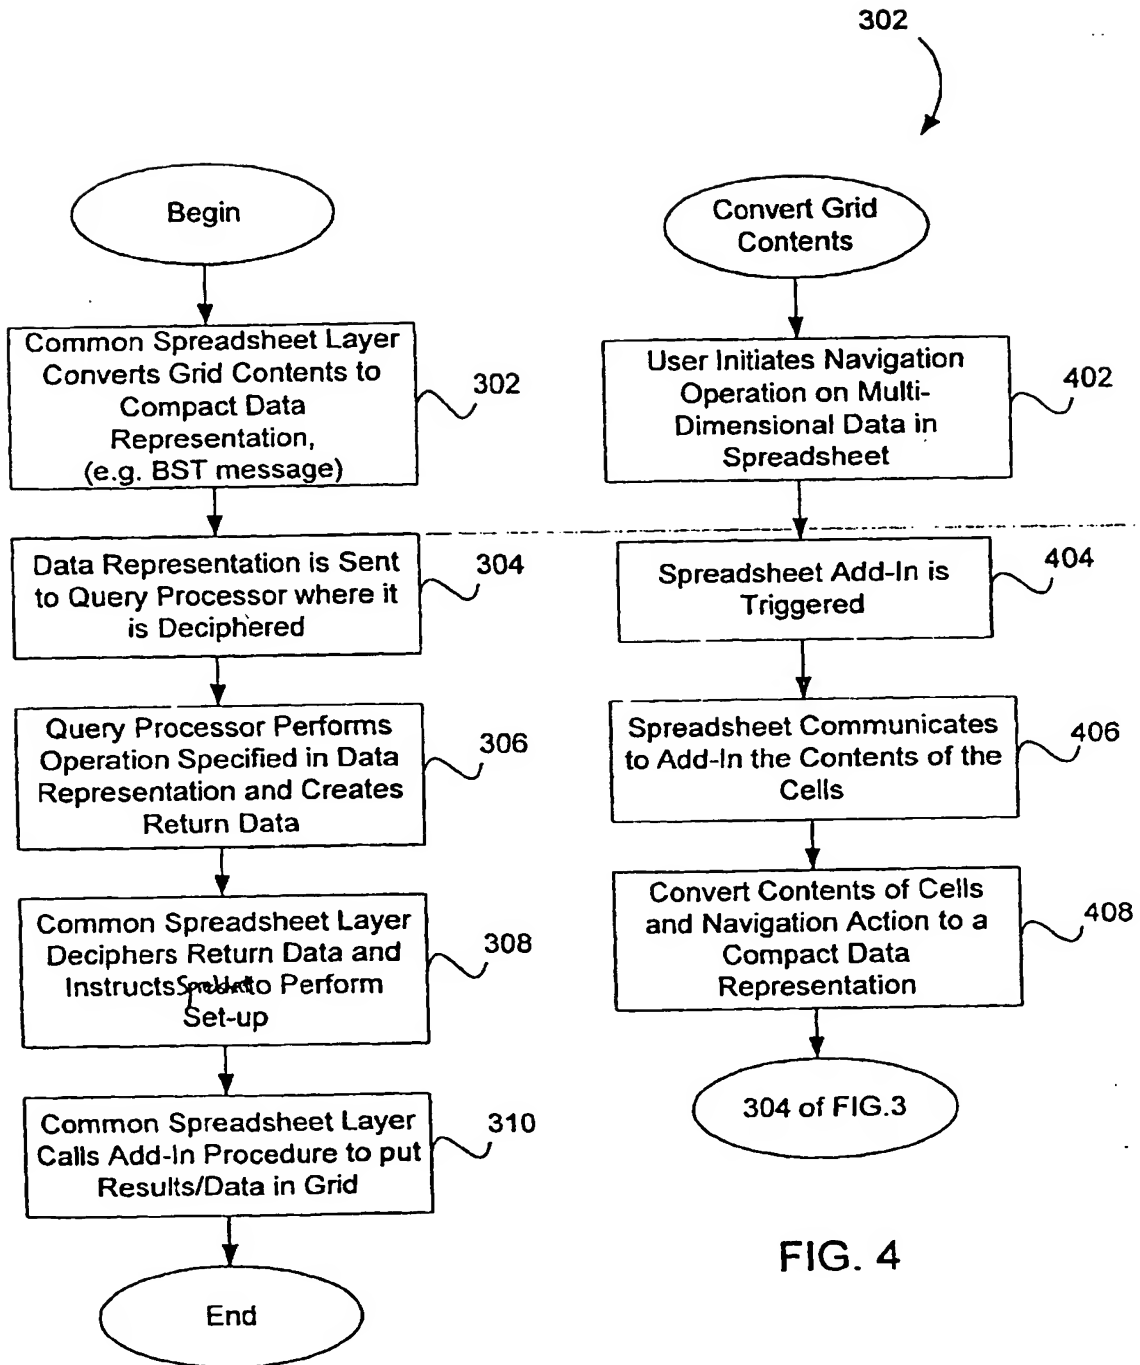 302
Begin
Common Spreadsheet Layer
Converts Grid Contents to
Compact Data
Representation,
(e.g. BST message)
302
Data Representation is Sent
to Query Processor where it
is Deciphered
304
Query Processor Performs
Operation Specified in Data
Representation and Creates
Return Data
306
Common Spreadsheet Layer
Deciphers Return Data and
Instructs to Perform
Set-up
308
Common Spreadsheet Layer
Calls Add-In Procedure to put
Results/Data in Grid
310
End
Convert Grid
Contents
User Initiates Navigation
Operation on Multi-
Dimensional Data in
Spreadsheet
402
Spreadsheet Add-In is
Triggered
404
Spreadsheet Communicates
to Add-In the Contents of the
Cells
406
Convert Contents of Cells
and Navigation Action to a
Compact Data
Representation
408
304 of FIG.3
FIG. 4